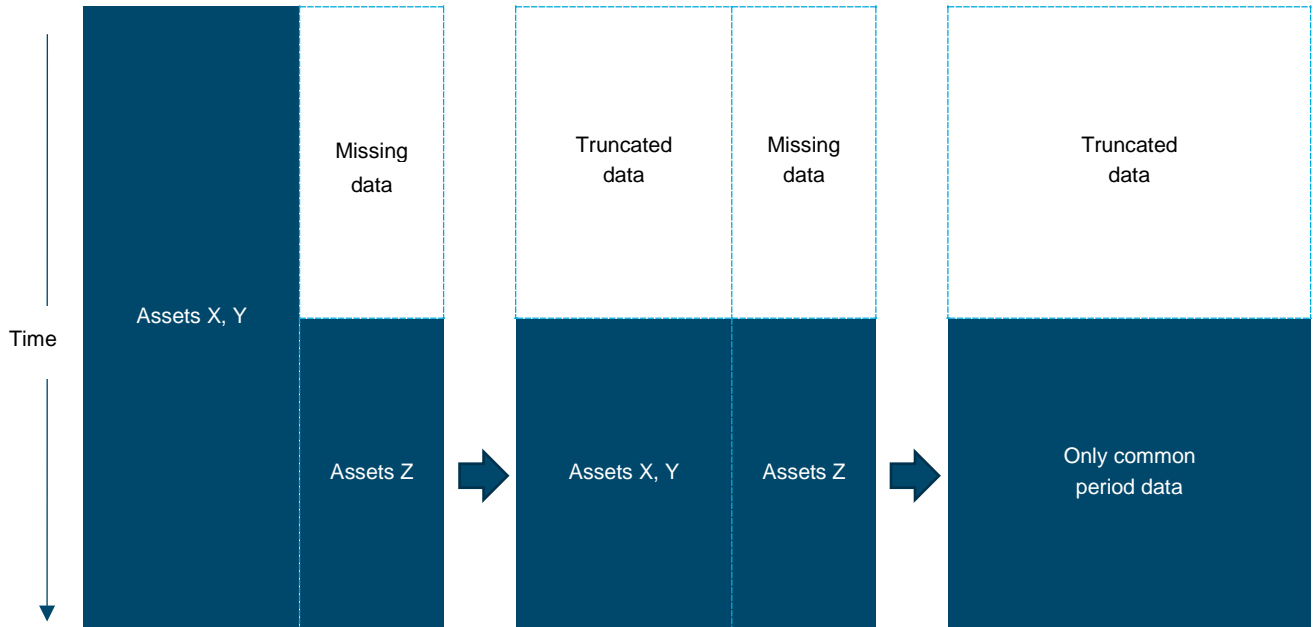 Time
Assets X, Y
Missing
data
Assets Z
Truncated
data
Missing
data
Assets X, Y
Assets Z
Truncated
data
Only common
period data